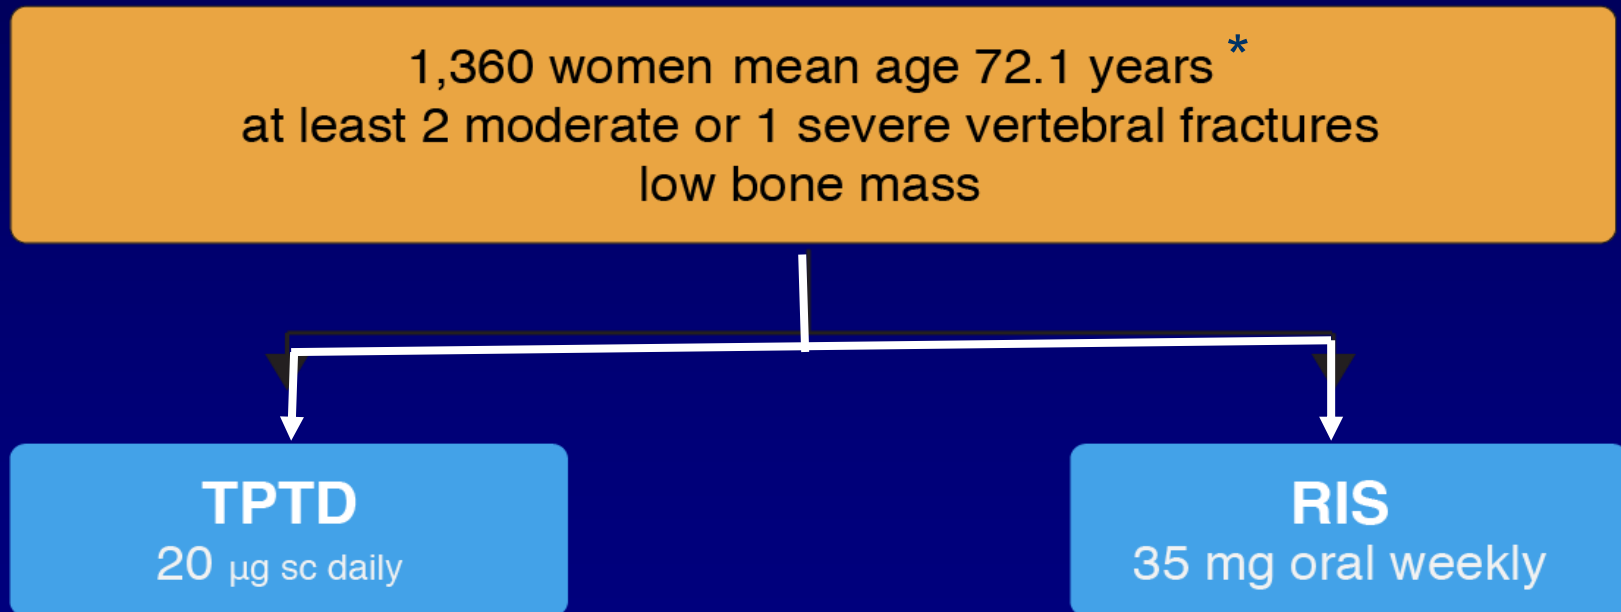 1,360 women mean age 72.1 years *
at least 2 moderate or 1 severe vertebral fractures
low bone mass
TPTD
20 µg sc daily
RIS
35 mg oral weekly